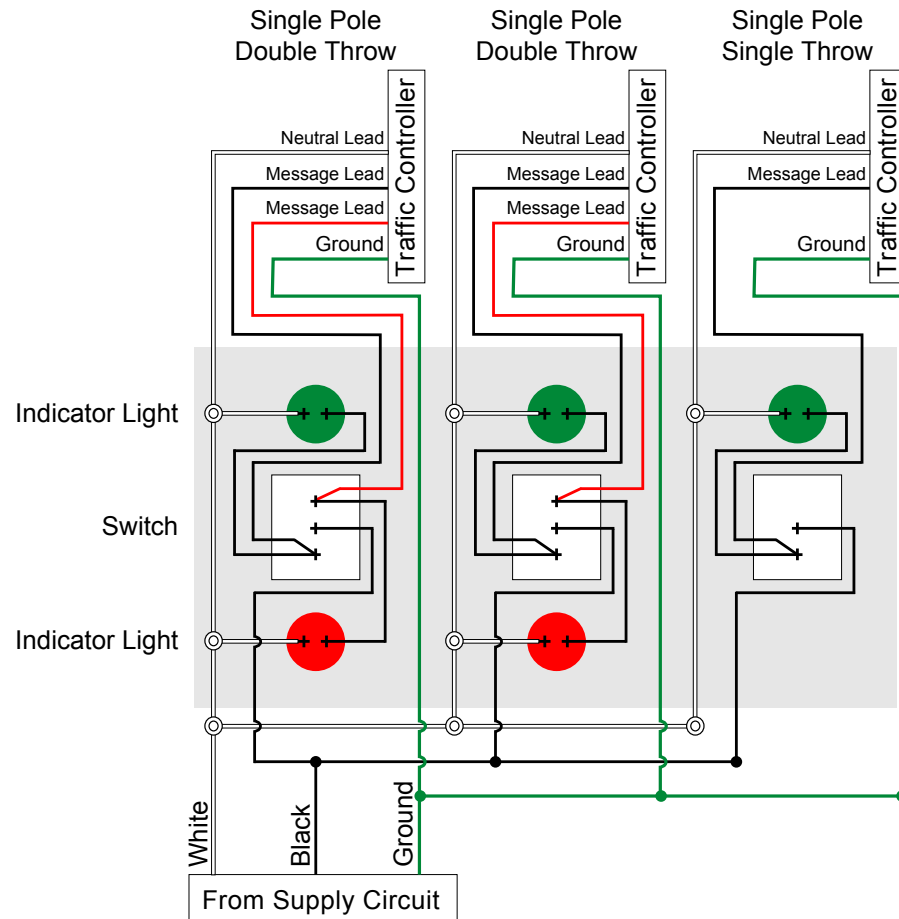 Single Pole
Double Throw
Single Pole
Double Throw
Single Pole
Single Throw
Neutral Lead
Message Lead
Message Lead
Ground
Traffic Controller
Neutral Lead
Message Lead
Message Lead
Ground
Traffic Controller
Neutral Lead
Message Lead
Ground
Traffic Controller
Indicator Light
Switch
Indicator Light
White
Black
Ground
From Supply Circuit